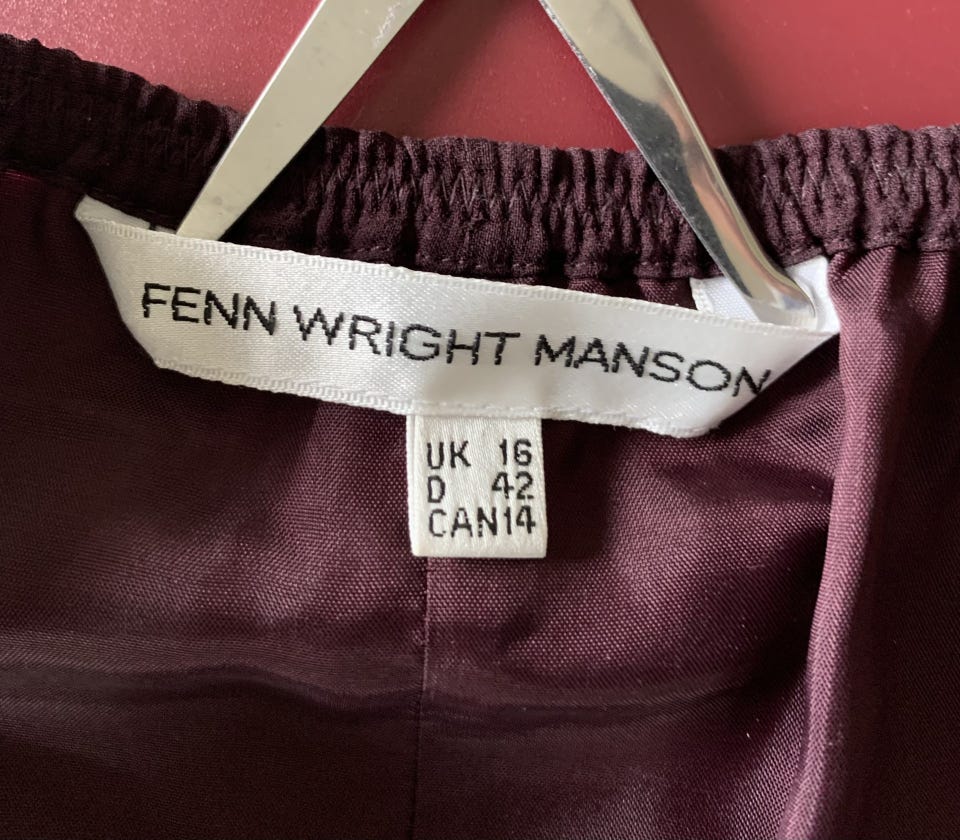 FENN WRIGHT MANSON
UK 16
D 42
CAN14